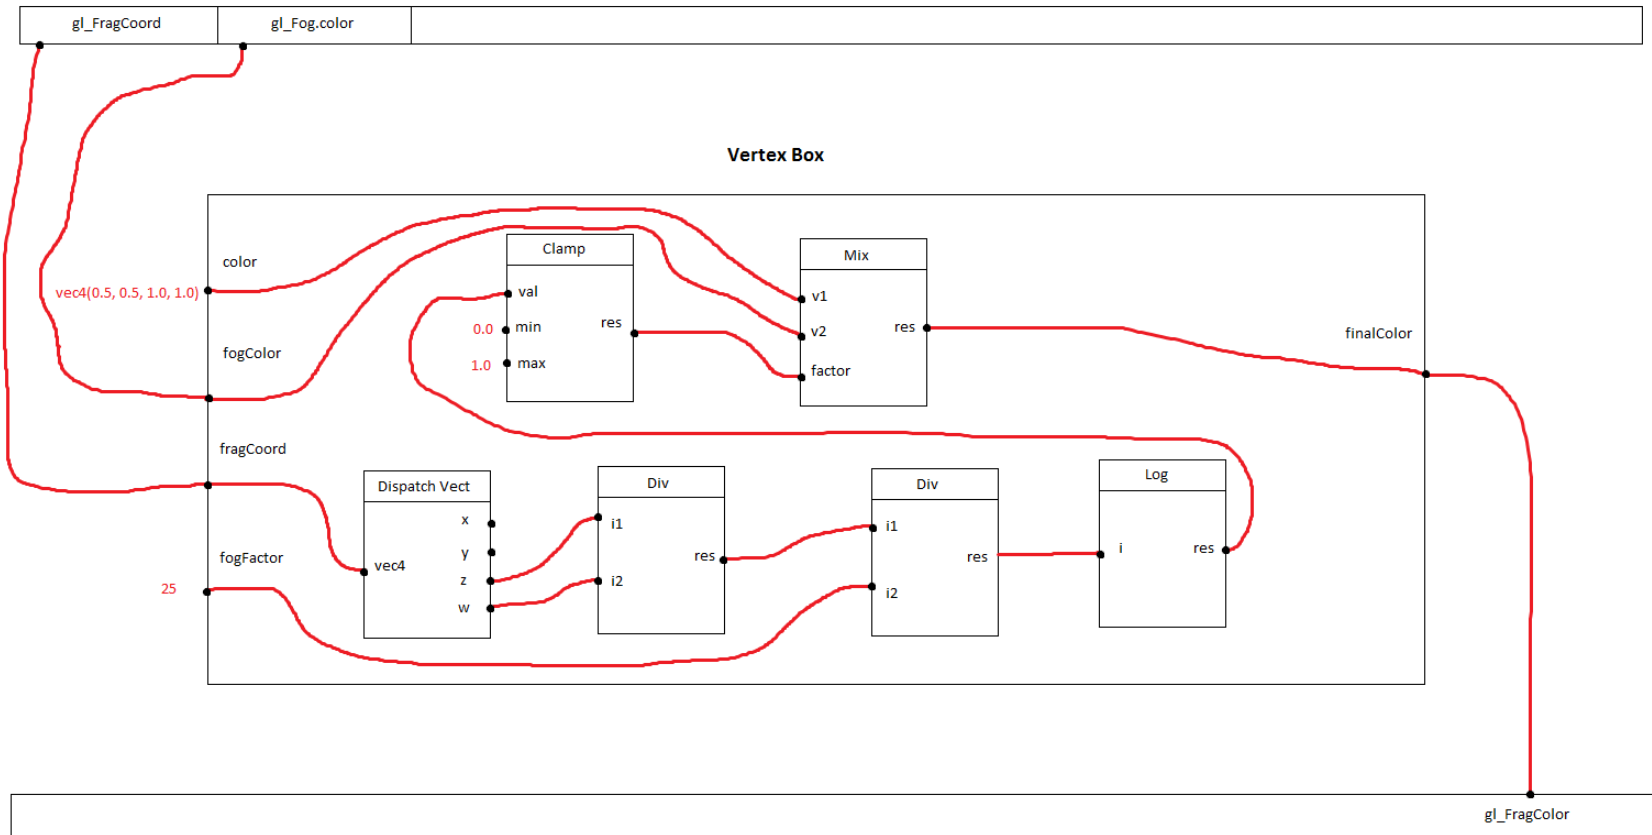 gl_FragCoord
gl_Fog.color
Vertex Box
color
vec4(0.5, 0.5, 1.0, 1.0)
fogColor
fragCoord
fogFactor
25
Clamp
val
0.0 min
1.0 max
res
Mix
v1
v2
factor
res
finalColor
Dispatch Vect
vec4
x
y
z
w
Div
i1
i2
res
Div
i1
i2
res
Log
i
res
gl_FragColor